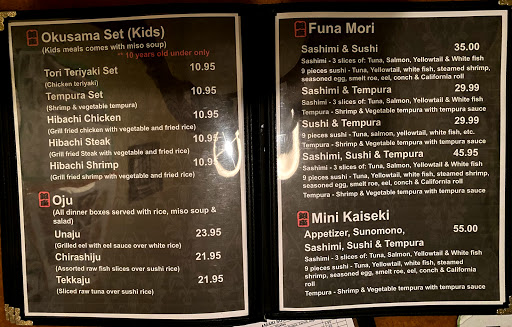 Okusama Set (Kids)
(Kids meals comes with miso soup)
** 10 years old under only
Tori Teriyaki Set 10.95
(Chicken teriyaki)
Tempura Set 10.95
(Shrimp & vegetable tempura)
Hibachi Chicken 10.95
(Grill fried chicken with vegetable and fried rice)
Hibachi Steak 10.95
(Grill fried Steak with vegetable and fried rice)
Hibachi Shrimp 10.95
(Grill fried shrimp with vegetable and fried rice)
Oju
(All dinner boxes served with rice, miso soup &
salad)
Unaju 23.95
(Grilled eel with eel sauce over white rice)
Chirashiju 21.95
(Assorted raw fish slices over sushi rice)
Tekkaju 21.95
(Sliced raw tuna over sushi rice)
Funa Mori
Sashimi & Sushi 35.00
Sashimi - 3 slices of: Tuna, Salmon, Yellowtail & White fish
9 pieces sushi - Tuna, Yellowtail, white fish, steamed shrimp,
seasoned egg, smelt roe, eel, conch & California roll
Sashimi & Tempura 29.99
Sashimi - 3 slices of: Tuna, Salmon, Yellowtail & White fish
Tempura - Shrimp & Vegetable tempura with tempura sauce
Sushi & Tempura 29.99
9 pieces sushi - Tuna, salmon, yellowtail, white fish, etc.
Tempura - Shrimp & Vegetable tempura with tempura sauce
Sashimi, Sushi & Tempura 45.95
Sashimi - 3 slices of: Tuna, Salmon, Yellowtail & White fish
9 pieces sushi - Tuna, Yellowtail, white fish, steamed shrimp,
seasoned egg, smelt roe, eel, conch & California roll
Tempura - Shrimp & Vegetable tempura with tempura sauce
Mini Kaiseki
Appetizer, Sunomono, 55.00
Sashimi, Sushi & Tempura
Sashimi - 3 slices of: Tuna, Salmon, Yellowtail & White fish
9 pieces sushi - Tuna, Yellowtail, white fish, steamed
shrimp, seasoned egg, smelt roe, eel, conch & California
roll
Tempura - Shrimp & Vegetable tempura with tempura sauce